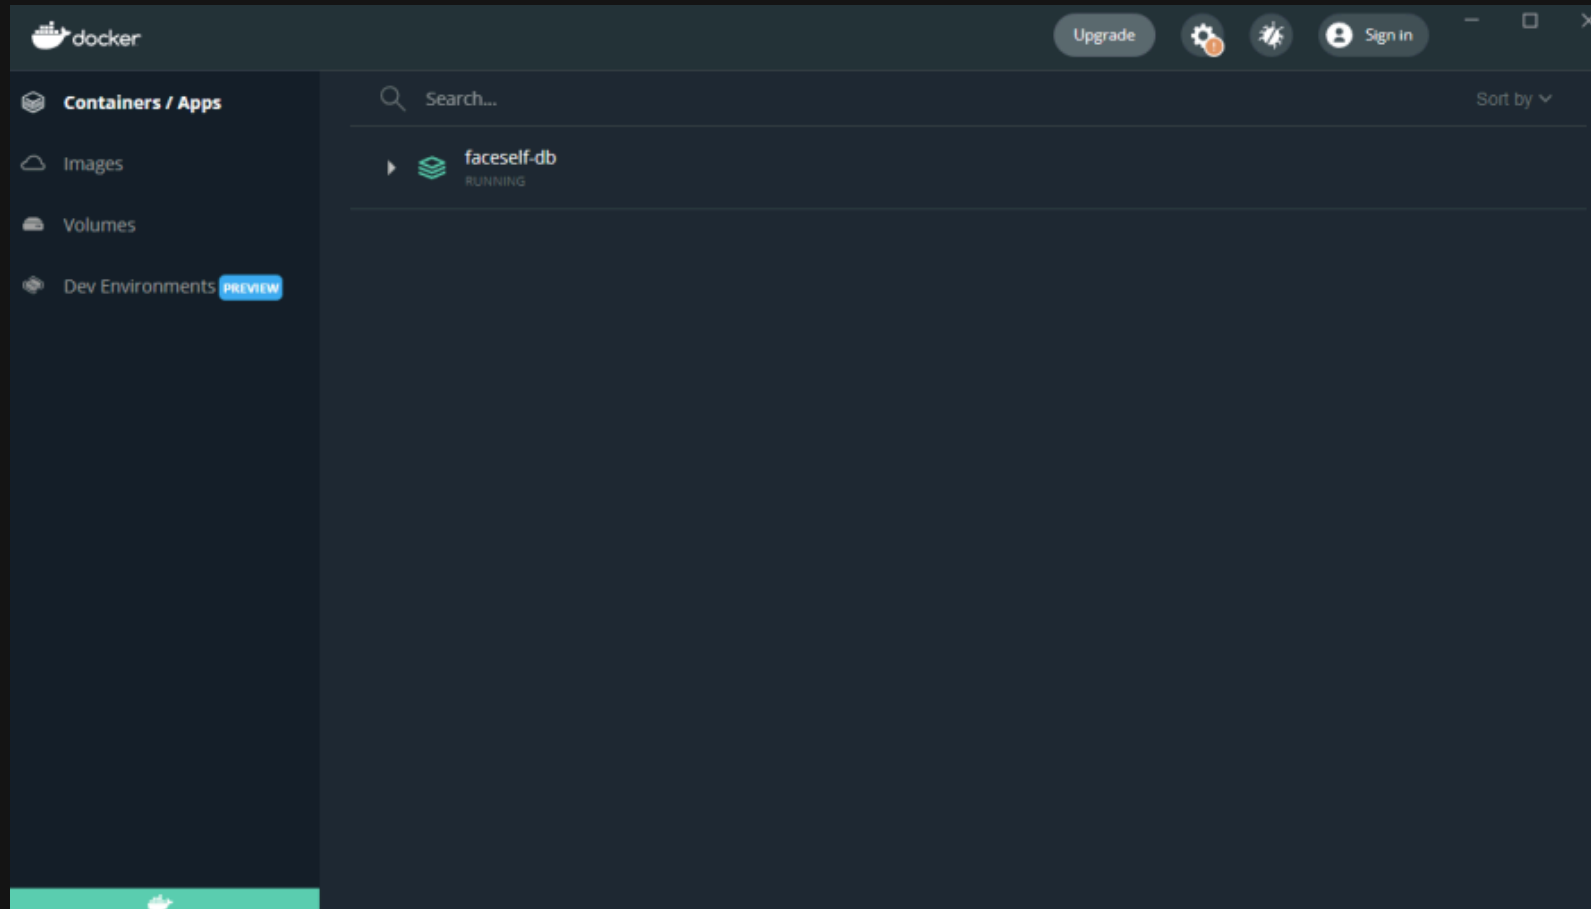 docker
Upgrade
Sign in
Containers / Apps
Images
Volumes
Dev Environments PREVIEW
Search...
Sort by
faceself-db
RUNNING